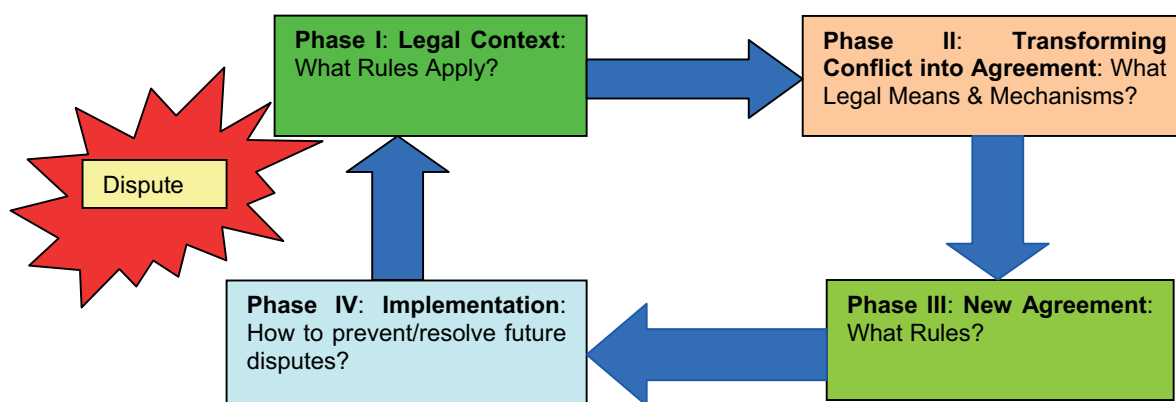 Phase I: Legal Context:
What Rules Apply?
Phase II: Transforming
Conflict into Agreement: What
Legal Means & Mechanisms?
Dispute
Phase IV: Implementation:
How to prevent/resolve future
disputes?
Phase III: New Agreement:
What Rules?